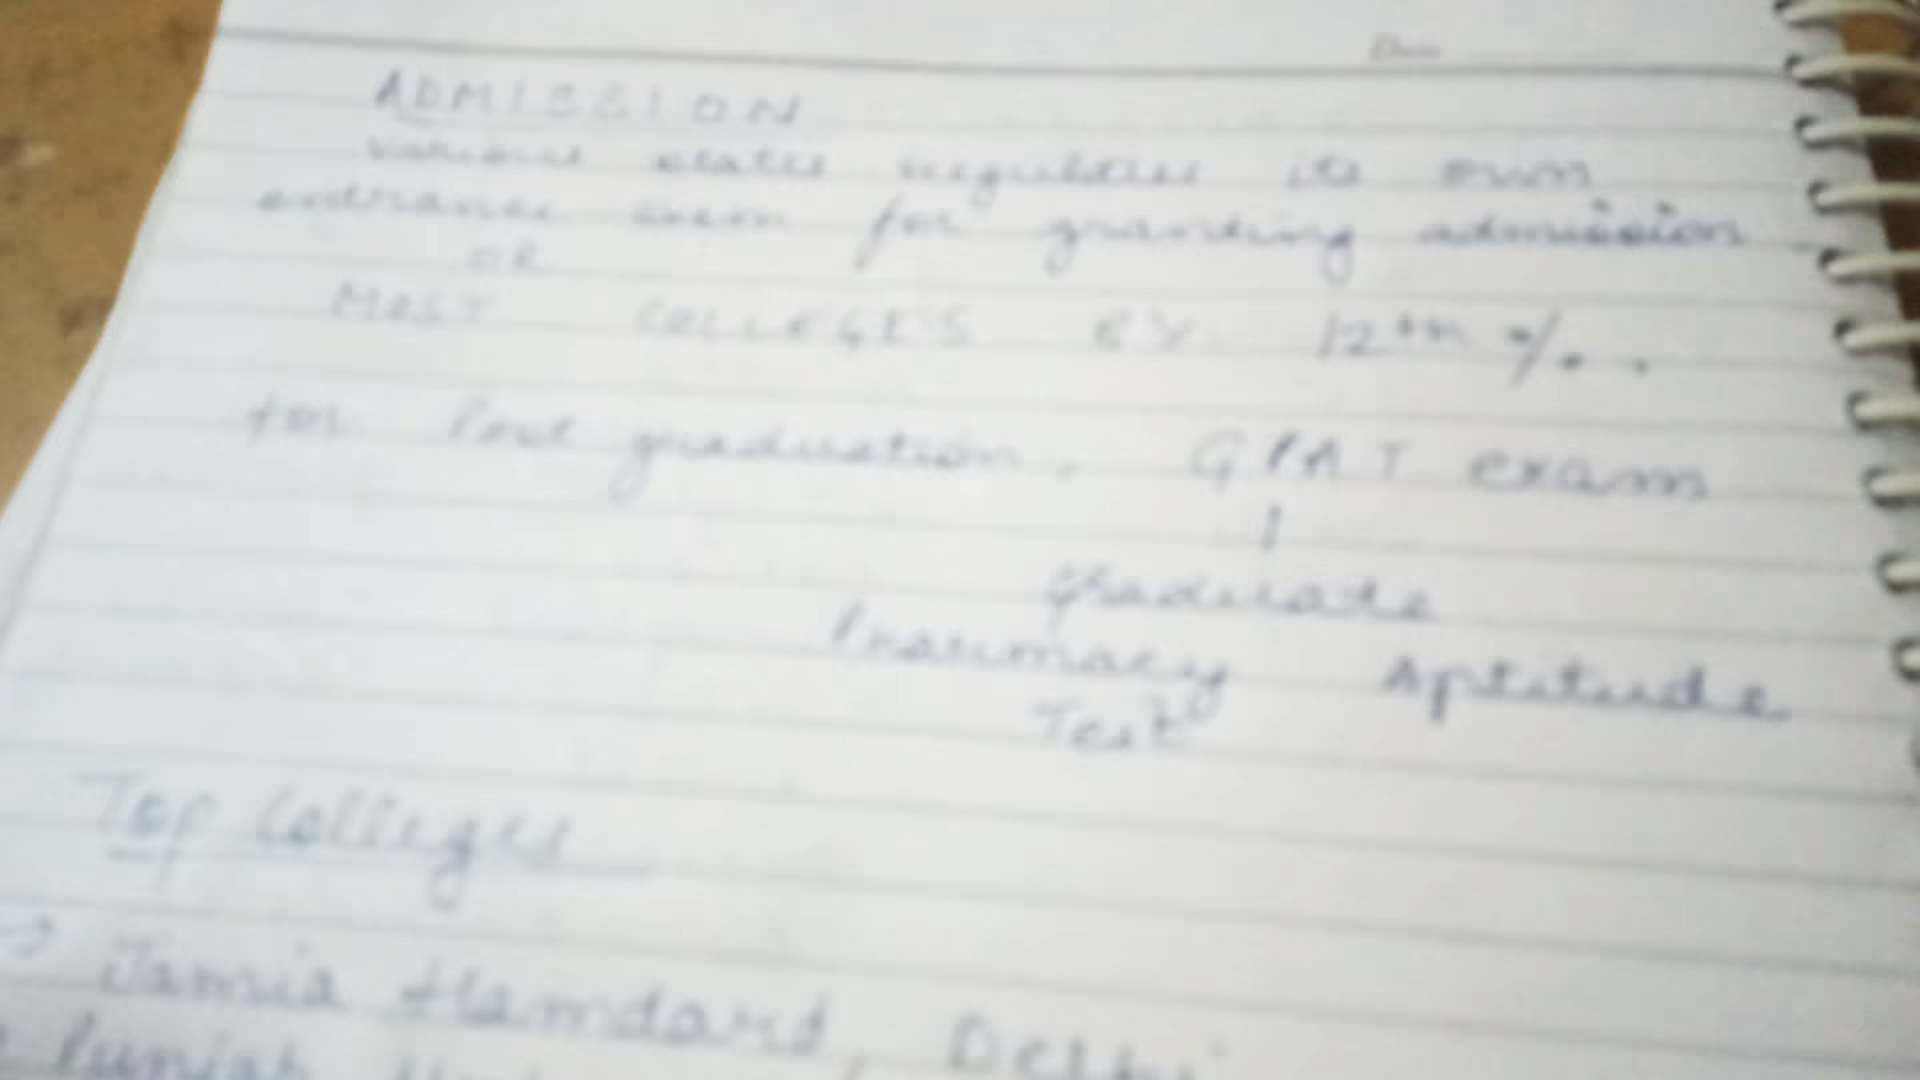 ADMISSION
various states regulates its own
entrance exam for granting admission.
OR
MOST COLLEGES BY 12th %.
for Post graduation, GPAT exam
Graduate
Pharmacy Aptitude
Test
Top Colleges
→ Jamia Hamdard, Delhi
Punjab